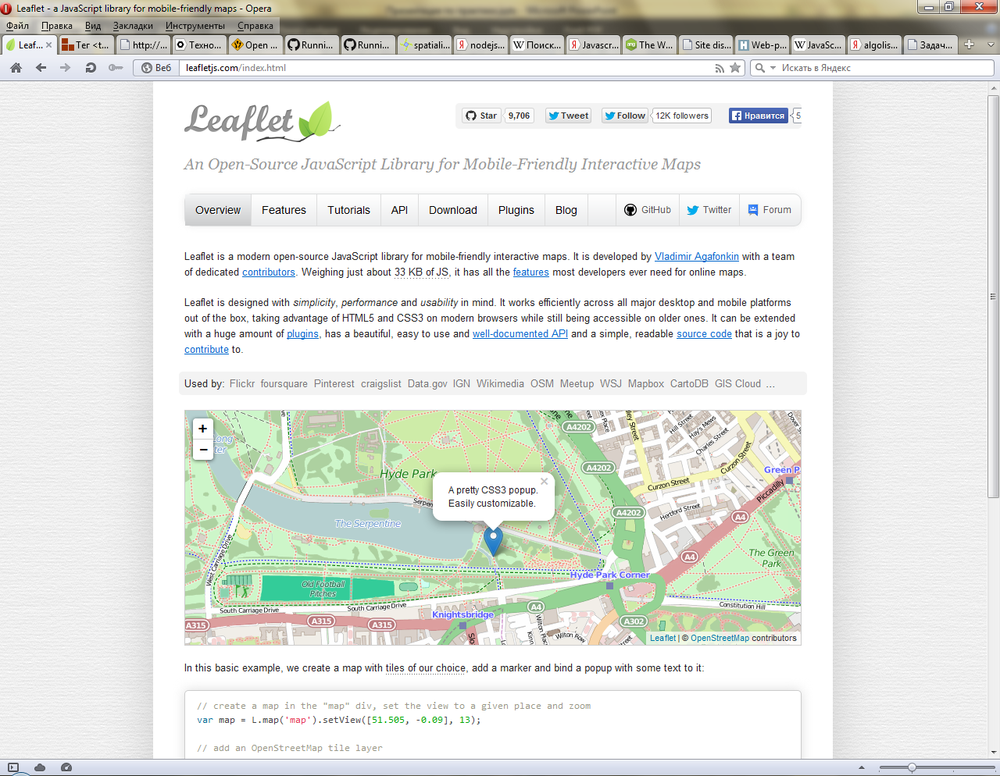 Leaflet - a JavaScript library for mobile-friendly maps - Opera
Файл Правка Вид Закладки Инструменты Справка
Leaf... Тег <t... http://... Техно... Open ... Runni... Runni... spatiali... nodejs... Поиск... Javascr... The W... Site dis... Web-p... JavaSc... algolis... Задач...
Веб leafletjs.com/index.html Искать в Яндекс
Leaflet
Star 9,706 Tweet Follow 12K followers Нравится 5
An Open-Source JavaScript Library for Mobile-Friendly Interactive Maps
Overview Features Tutorials API Download Plugins Blog GitHub Twitter Forum
Leaflet is a modern open-source JavaScript library for mobile-friendly interactive maps. It is developed by Vladimir Agafonkin with a team
of dedicated contributors. Weighing just about 33 KB of JS, it has all the features most developers ever need for online maps.
Leaflet is designed with simplicity, performance and usability in mind. It works efficiently across all major desktop and mobile platforms
out of the box, taking advantage of HTML5 and CSS3 on modern browsers while still being accessible on older ones. It can be extended
with a huge amount of plugins, has a beautiful, easy to use and well-documented API and a simple, readable source code that is a joy to
contribute to.
Used by: Flickr foursquare Pinterest craigslist Data.gov IGN Wikimedia OSM Meetup WSJ Mapbox CartoDB GIS Cloud ...
+
−
Long
Hyde Park
A4202
A4202
A4202
Hill Street
Hay's Mews
Charles Street
Curzon Street
Curzon Street
Hertford Street
Green P
Piccadilly
A4
A4
The Green
Park
A pretty CSS3 popup.
Easily customizable.
×
Serpen
The Serpentine
West Carriage Drive
Old Football
Pitches
Hyde Park Corner
South Carriage Drive
South Carriage Drive
Knightsbridge
A4
A302
A315
A315
A315
Constitution Hill
Wilton Row
Wilton Place
Leaflet | © OpenStreetMap contributors
In this basic example, we create a map with tiles of our choice, add a marker and bind a popup with some text to it:
// create a map in the "map" div, set the view to a given place and zoom
var map = L.map('map').setView([51.505, -0.09], 13);
// add an OpenStreetMap tile layer